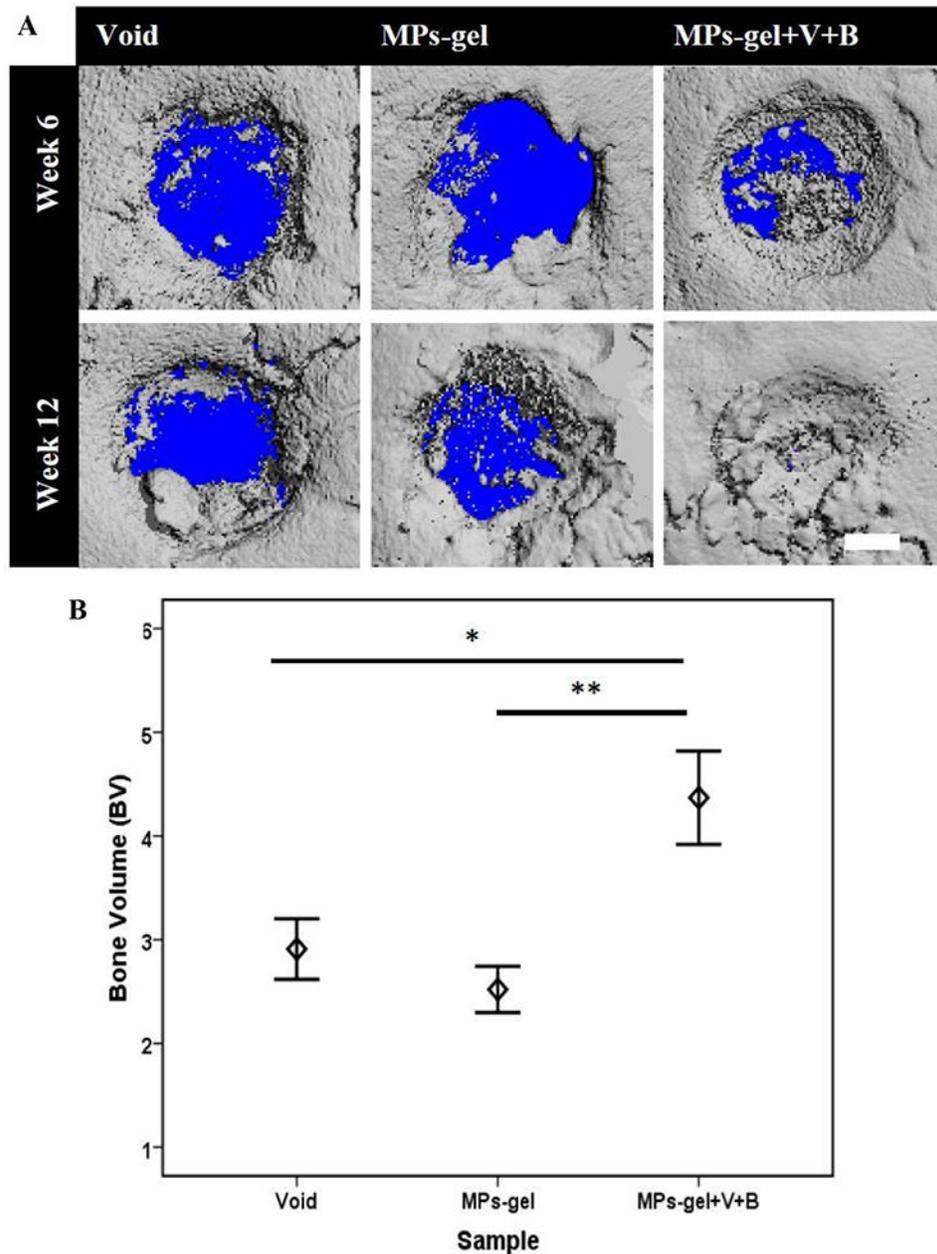 A
Void MPs-gel MPs-gel+V+B
Week 6
Week 12
B
*
**
6
5
4
3
2
1
Bone Volume (BV)
Void MPs-gel MPs-gel+V+B
Sample